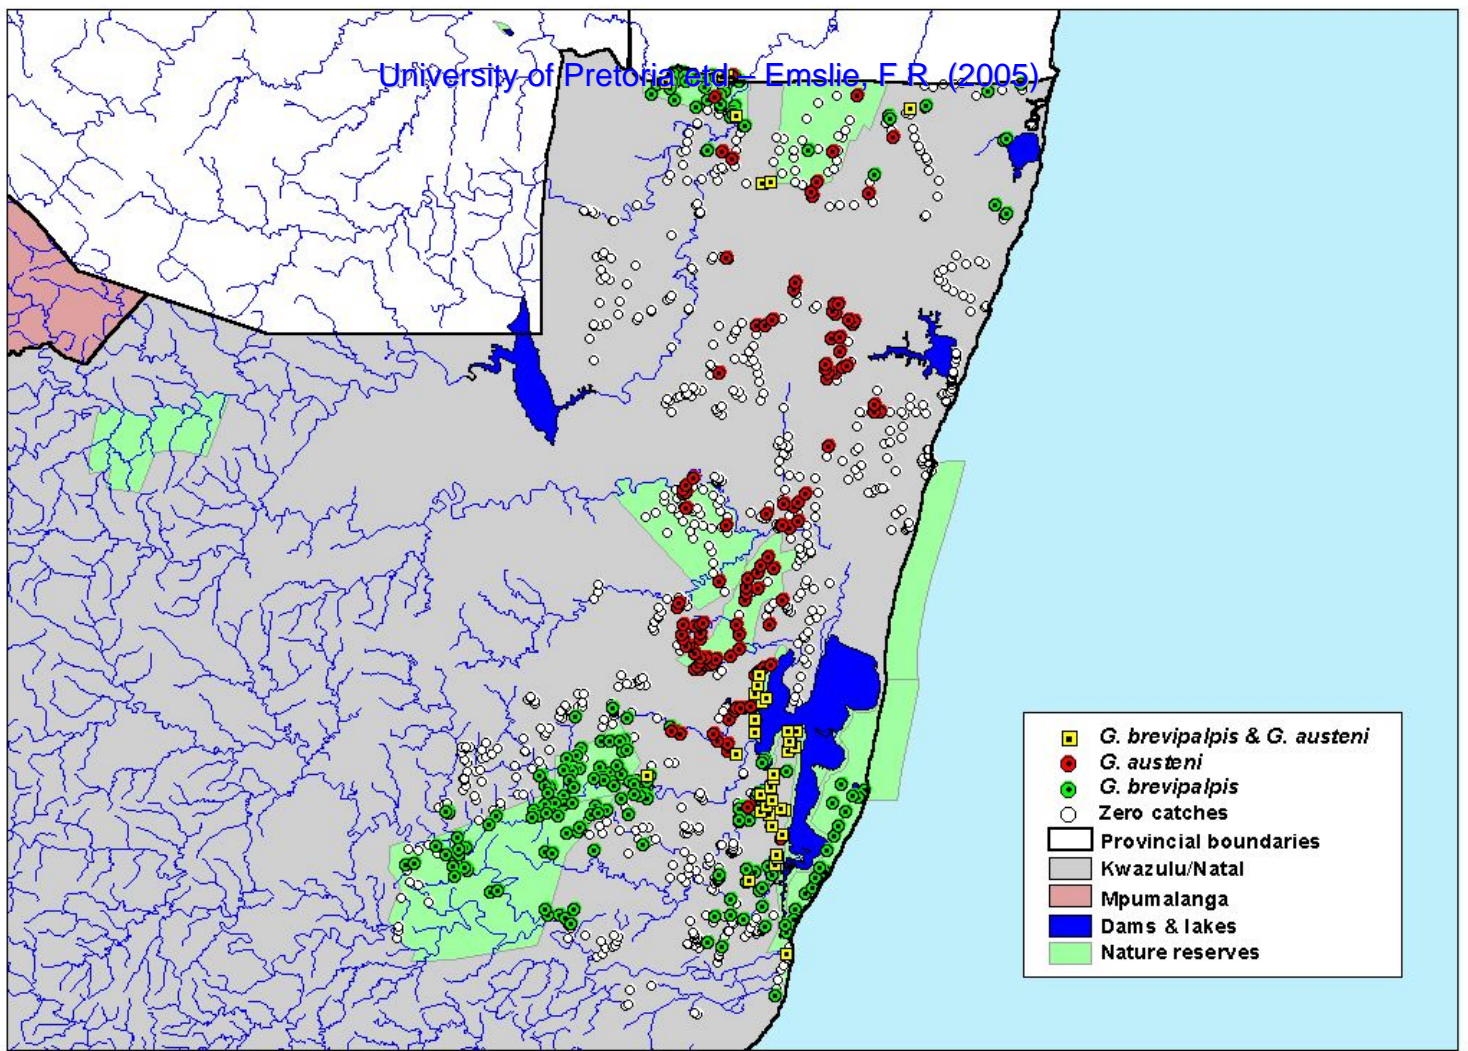 University of Pretoria etd – Emslie, F R (2005)
G. brevipalpis & G. austeni
G. austeni
G. brevipalpis
Zero catches
Provincial boundaries
Kwazulu/Natal
Mpumalanga
Dams & lakes
Nature reserves